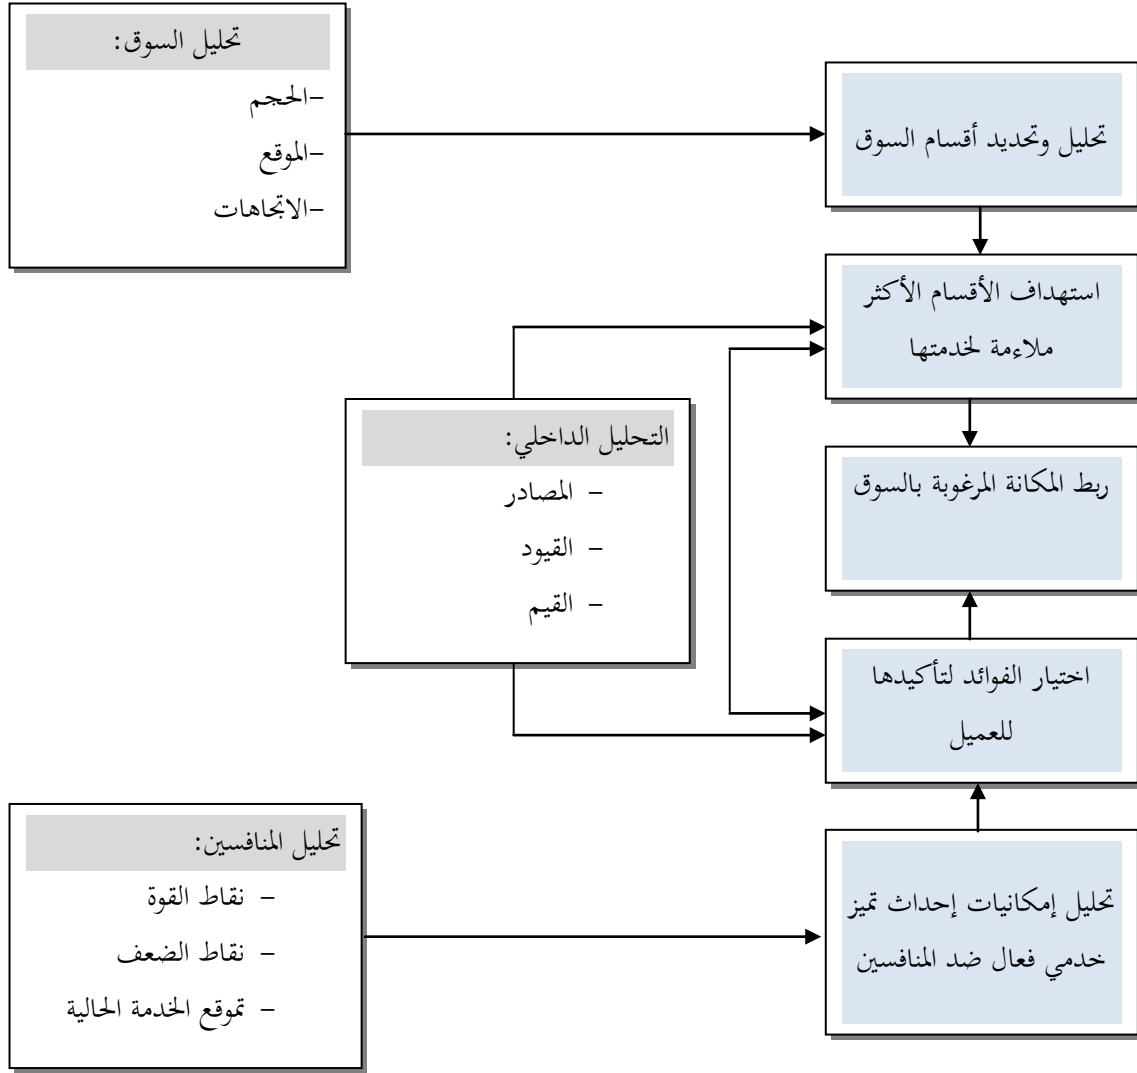 تحليل السوق:
-الحجم
-الموقع
-الاتجاهات
تحليل وتحديد أقسام السوق
استهداف الأقسام الأكثر
ملاءمة لخدمتها
التحليل الداخلي:
- المصادر
- القيود
- القيم
ربط المكانة المرغوبة بالسوق
اختيار الفوائد لتأكيدها
للعميل
تحليل المنافسين:
- نقاط القوة
- نقاط الضعف
- تموقع الخدمة الحالية
تحليل إمكانيات إحداث تميز
خدمي فعال ضد المنافسين